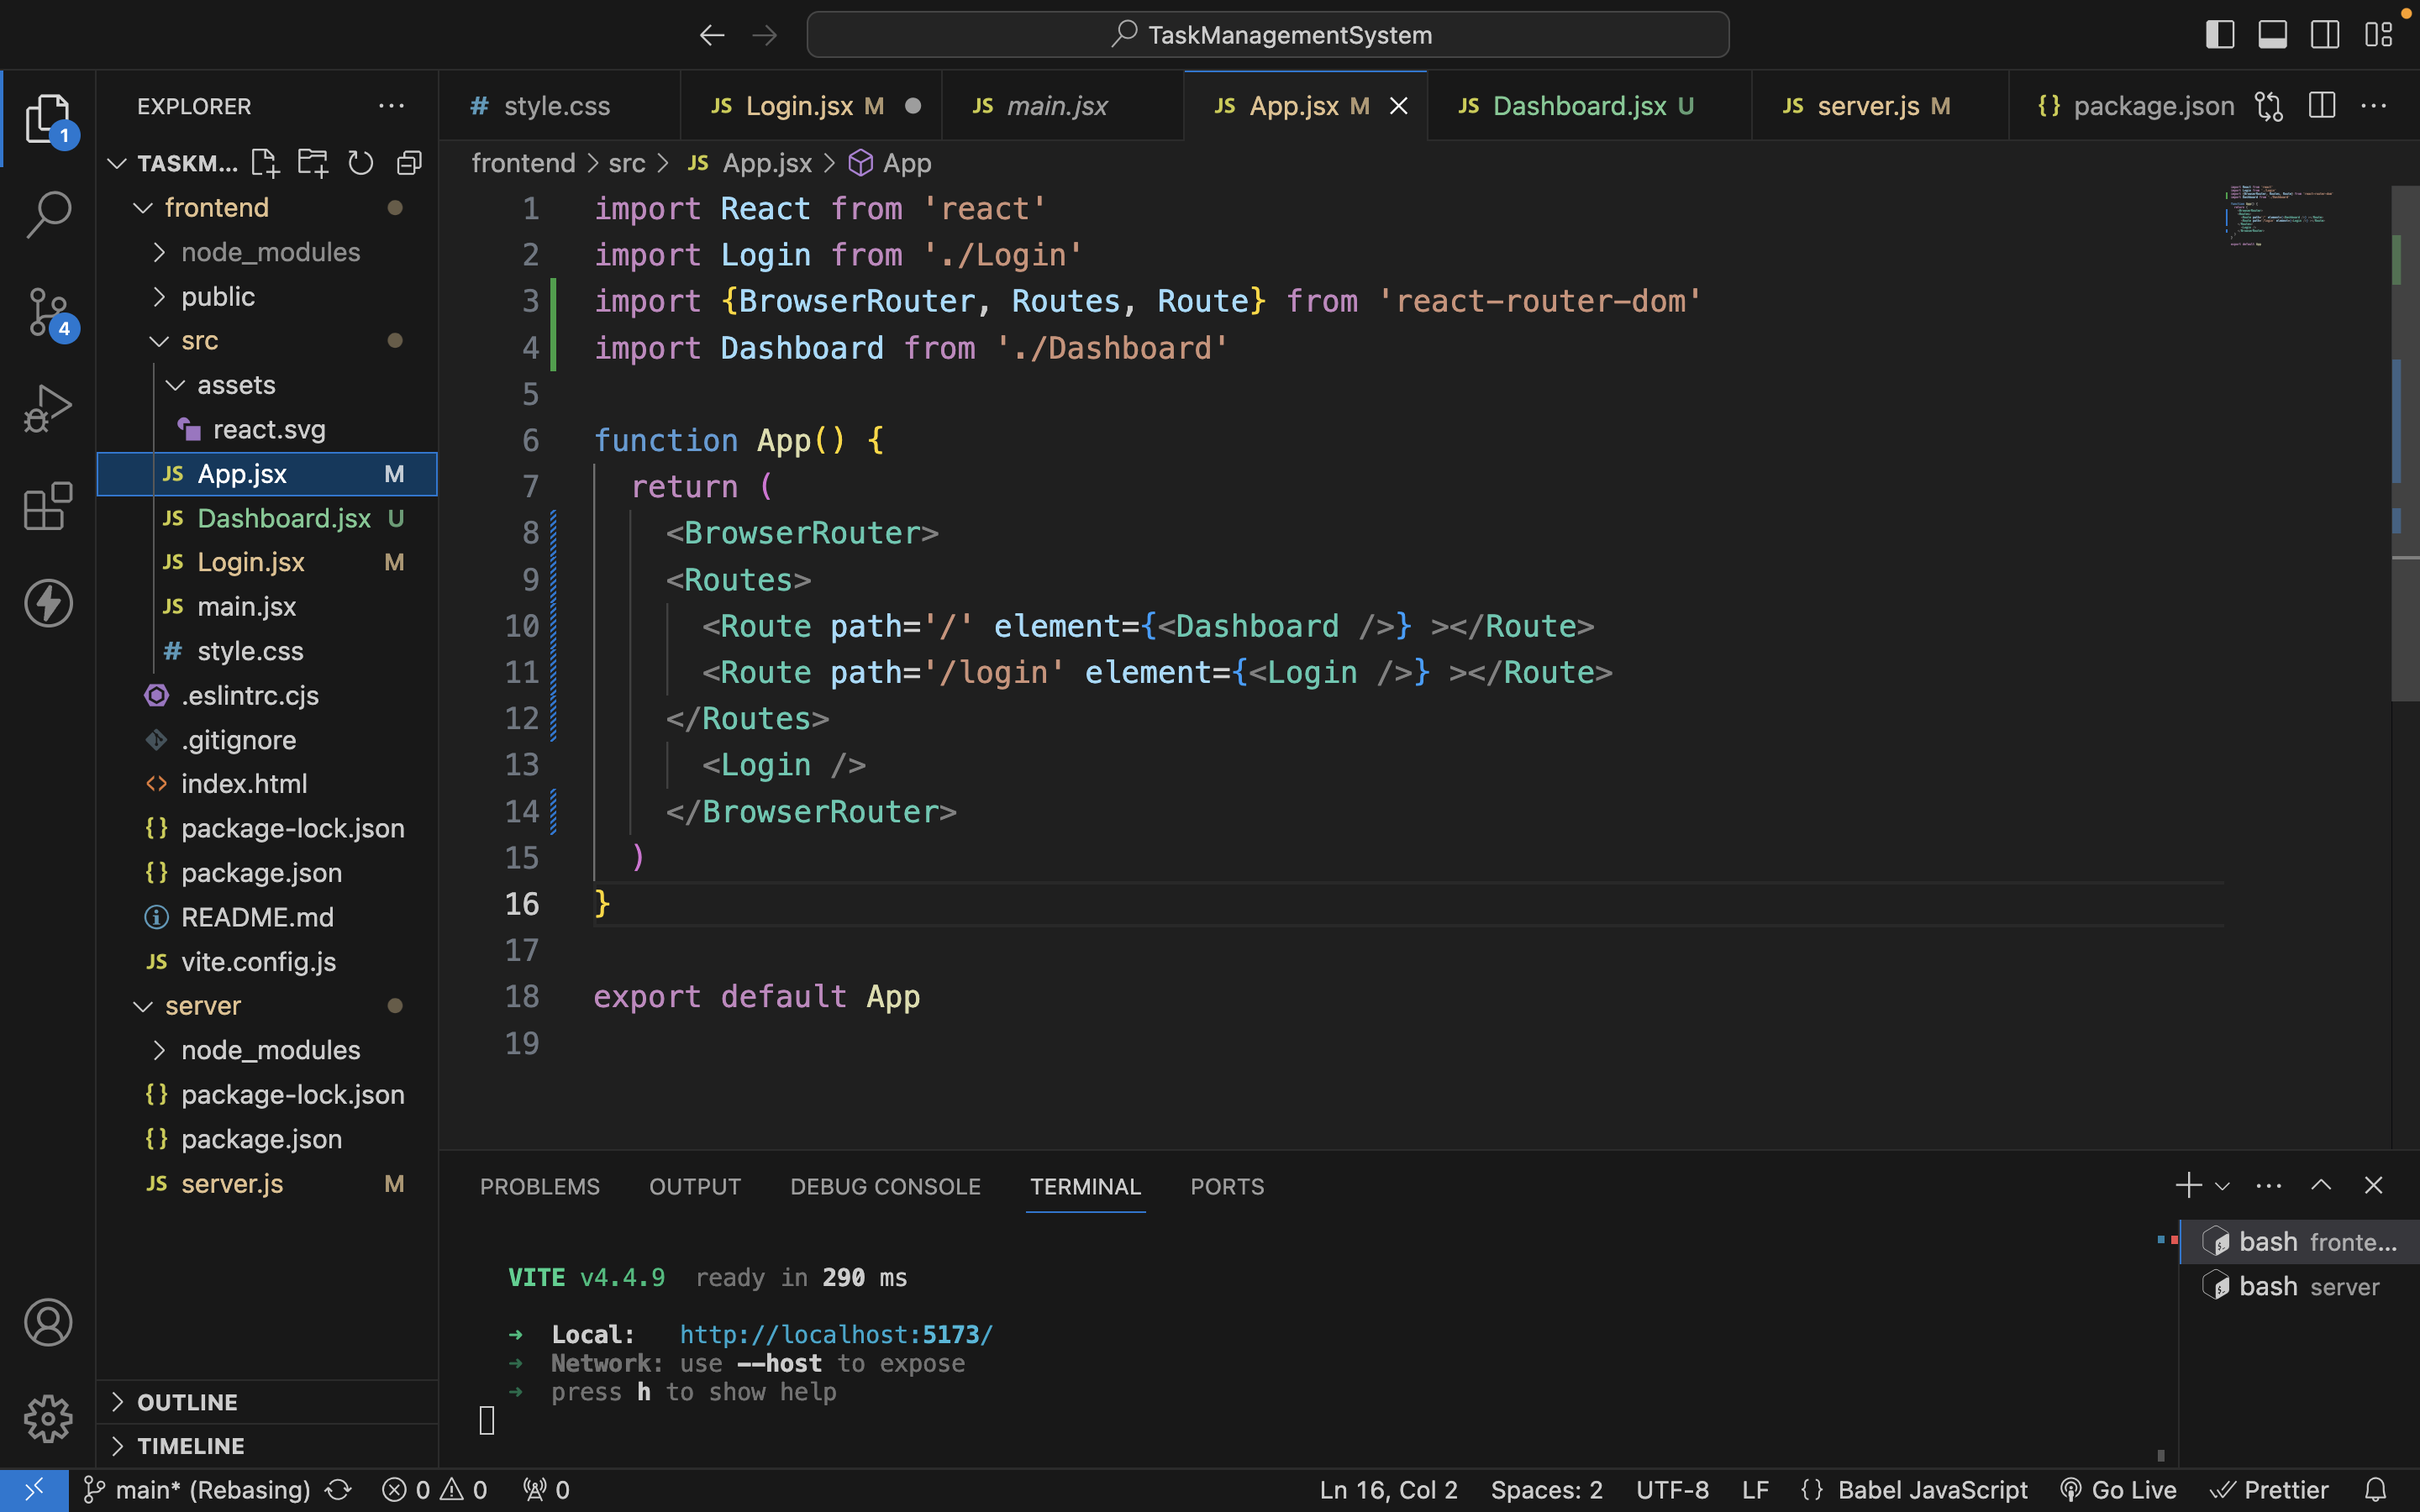 TaskManagementSystem
EXPLORER
style.css
Login.jsx M
main.jsx
App.jsx M
Dashboard.jsx U
server.js M
package.json
1
TASKM...
frontend > src > JS App.jsx > App
frontend
node_modules
public
4
src
assets
react.svg
JS App.jsx M
JS Dashboard.jsx U
JS Login.jsx M
JS main.jsx
# style.css
.eslintrc.cjs
.gitignore
index.html
package-lock.json
package.json
README.md
JS vite.config.js
server
node_modules
package-lock.json
package.json
JS server.js M
OUTLINE
TIMELINE
1 import React from 'react'
2 import Login from './Login'
3 import {BrowserRouter, Routes, Route} from 'react-router-dom'
4 import Dashboard from './Dashboard'
5
6 function App() {
7 return (
8 <BrowserRouter>
9 <Routes>
10 <Route path='/' element={<Dashboard />} ></Route>
11 <Route path='/login' element={<Login />} ></Route>
12 </Routes>
13 <Login />
14 </BrowserRouter>
15 )
16 }
17
18 export default App
19
PROBLEMS OUTPUT DEBUG CONSOLE TERMINAL PORTS
VITE v4.4.9 ready in 290 ms
➜ Local: http://localhost:5173/
➜ Network: use --host to expose
➜ press h to show help
bash fronte...
bash server
main* (Rebasing) 0 0 0 Ln 16, Col 2 Spaces: 2 UTF-8 LF {} Babel JavaScript Go Live Prettier